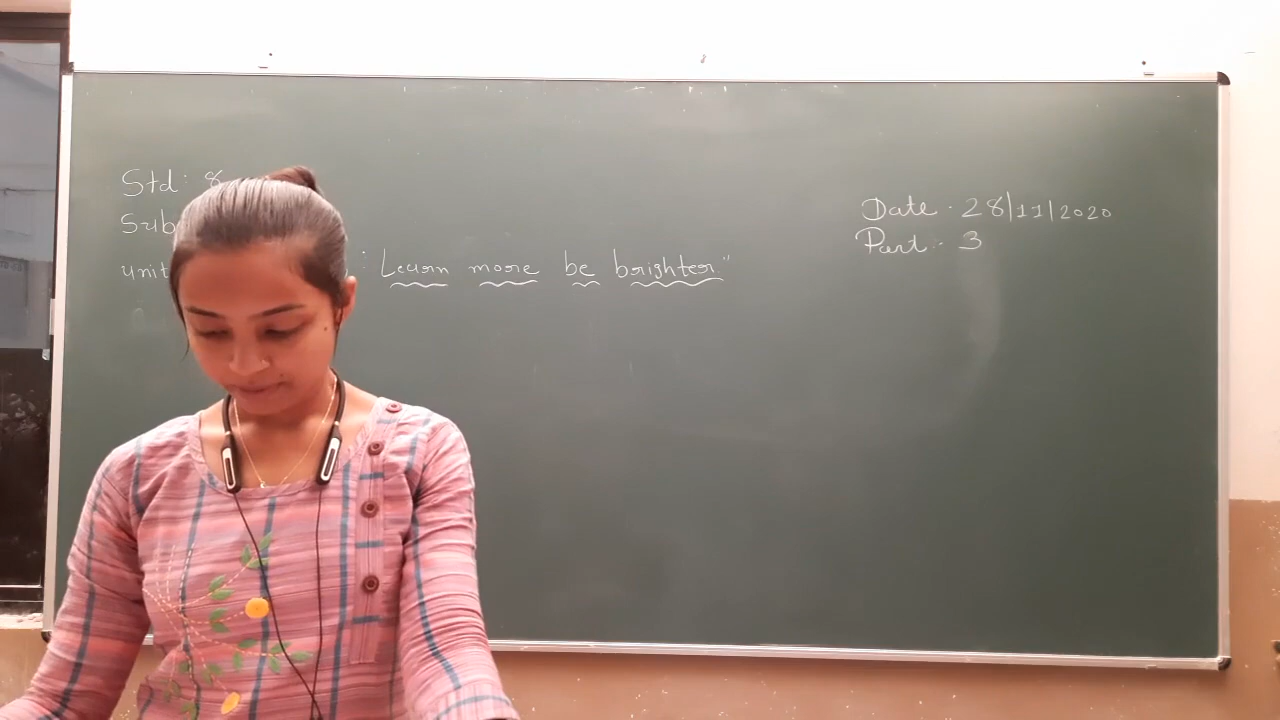 Std: 8
Sub
unit : Learn more be brighter."
Date - 28/11/2020
Part - 3